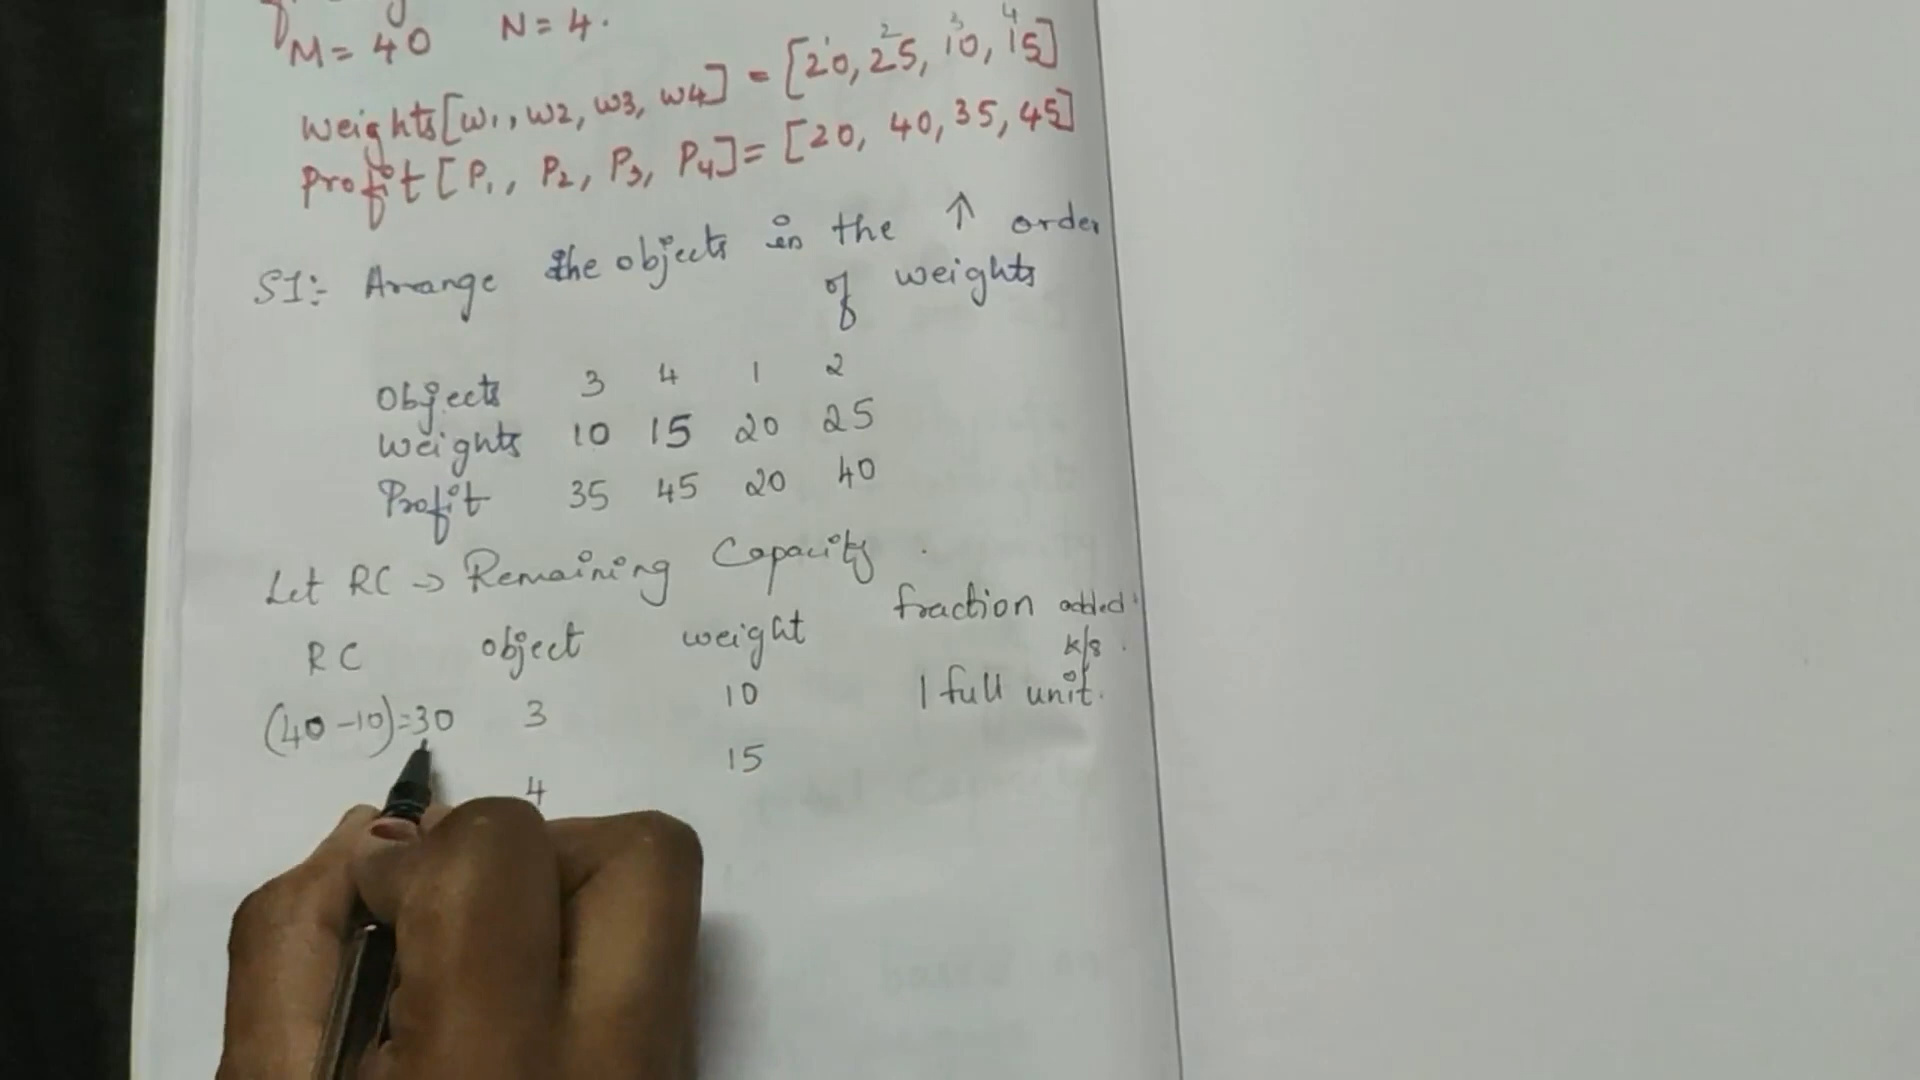 M = 40 N = 4.
1 2 3 4
Weights[w1, w2, w3, w4] = [20, 25, 10, 15]
Profit [P1, P2, P3, P4] = [20, 40, 35, 45]
S1:- Arrange the objects in the ↑ order
of weights
Objects 3 4 1 2
Weights 10 15 20 25
Profit 35 45 20 40
Let RC → Remaining Capacity.
RC object weight fraction added
(40-10)=30 3 10 1 full unit.
4 15